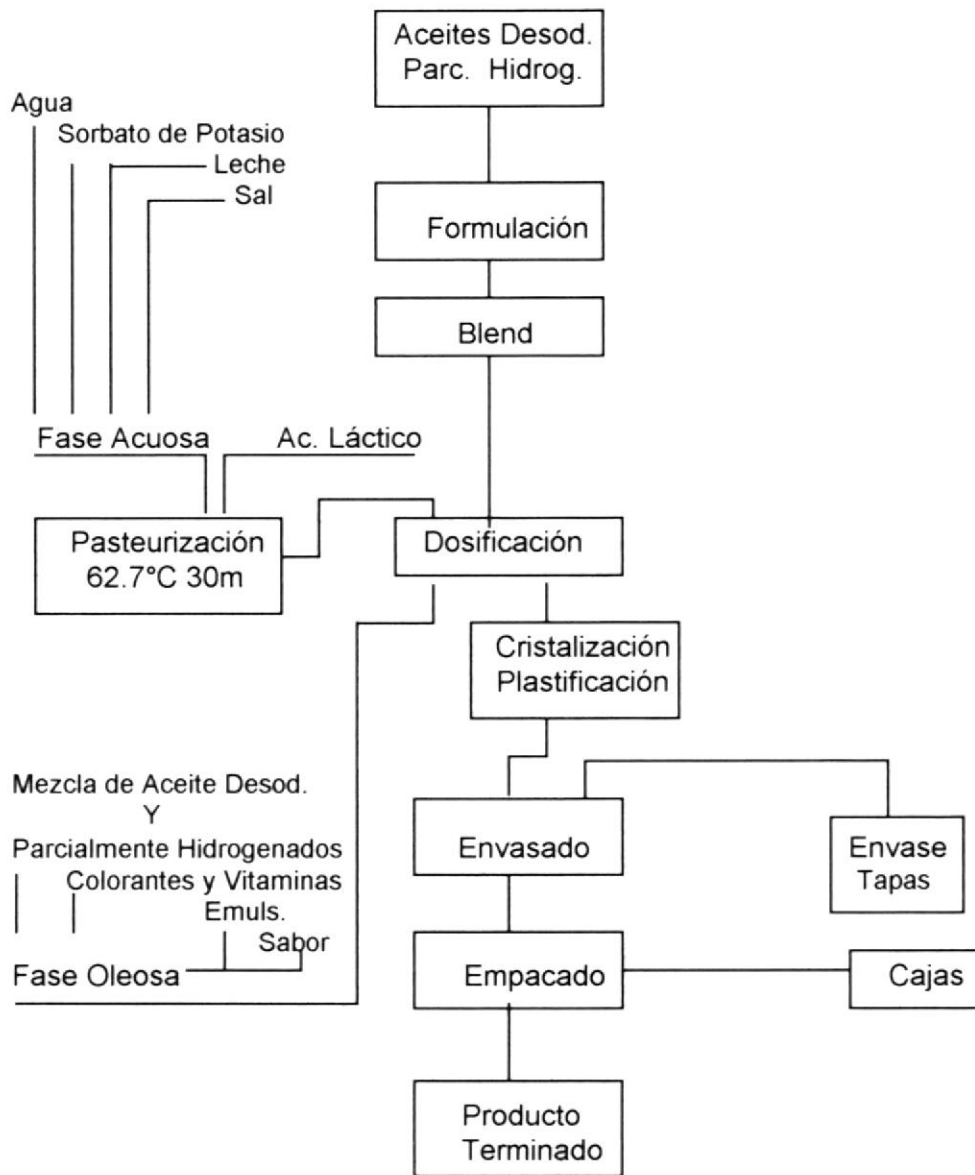 Aceites Desod.
Parc. Hidrog.
Agua
Sorbato de Potasio
Leche
Sal
Formulación
Blend
Fase Acuosa
Ac. Láctico
Pasteurización
62.7°C 30m
Dosificación
Cristalización
Plastificación
Mezcla de Aceite Desod.
Y
Parcialmente Hidrogenados
Colorantes y Vitaminas
Emuls.
Sabor
Fase Oleosa
Envasado
Envase
Tapas
Empacado
Cajas
Producto
Terminado